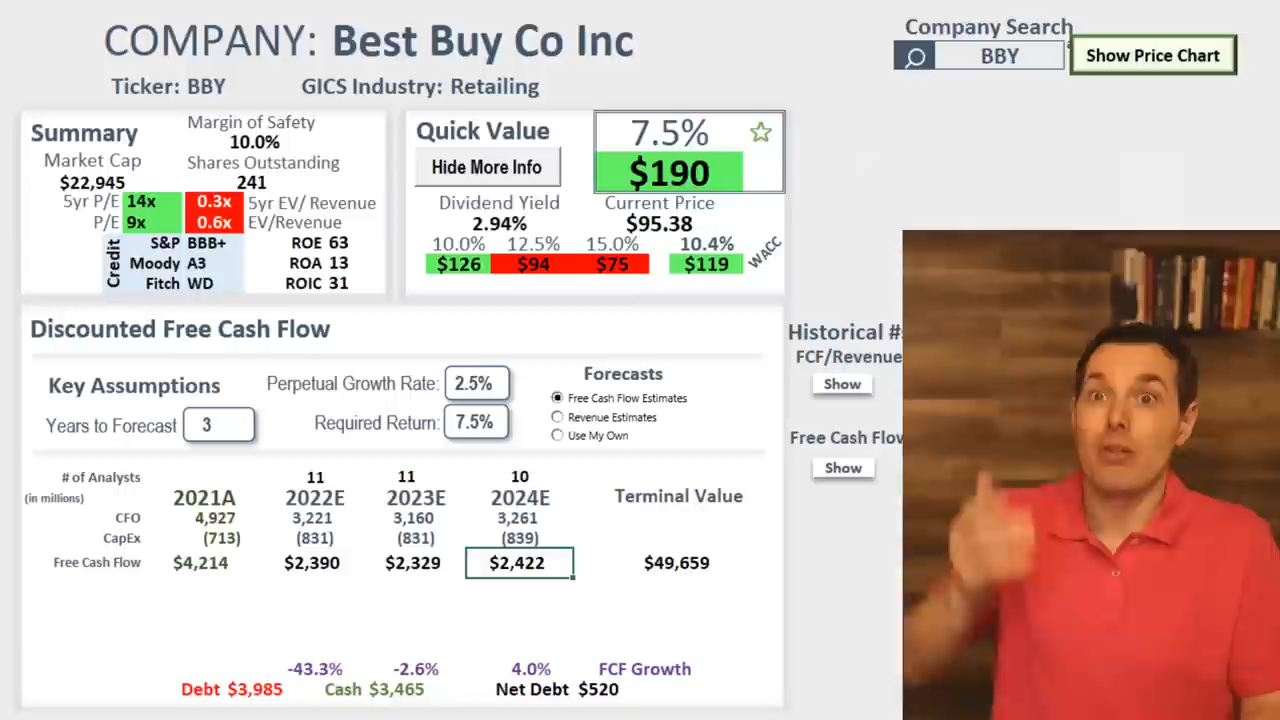 COMPANY: Best Buy Co Inc
Ticker: BBY GICS Industry: Retailing
Company Search
BBY
Show Price Chart
Summary
Margin of Safety
10.0%
Market Cap Shares Outstanding
$22,945 241
5yr P/E 14x 0.3x 5yr EV/ Revenue
P/E 9x 0.6x EV/Revenue
Credit
S&P BBB+ ROE 63
Moody A3 ROA 13
Fitch WD ROIC 31
Quick Value
Hide More Info
7.5%
$190
Dividend Yield Current Price
2.94% $95.38
10.0% 12.5% 15.0% 10.4%
$126 $94 $75 $119
WACC
Discounted Free Cash Flow
Key Assumptions
Years to Forecast 3
Perpetual Growth Rate: 2.5%
Required Return: 7.5%
Forecasts
Free Cash Flow Estimates
Revenue Estimates
Use My Own
# of Analysts 11 11 10
(in millions) 2021A 2022E 2023E 2024E Terminal Value
CFO 4,927 3,221 3,160 3,261
CapEx (713) (831) (831) (839)
Free Cash Flow $4,214 $2,390 $2,329 $2,422 $49,659
-43.3% -2.6% 4.0% FCF Growth
Debt $3,985 Cash $3,465 Net Debt $520
Historical #
FCF/Revenue
Show
Free Cash Flow
Show